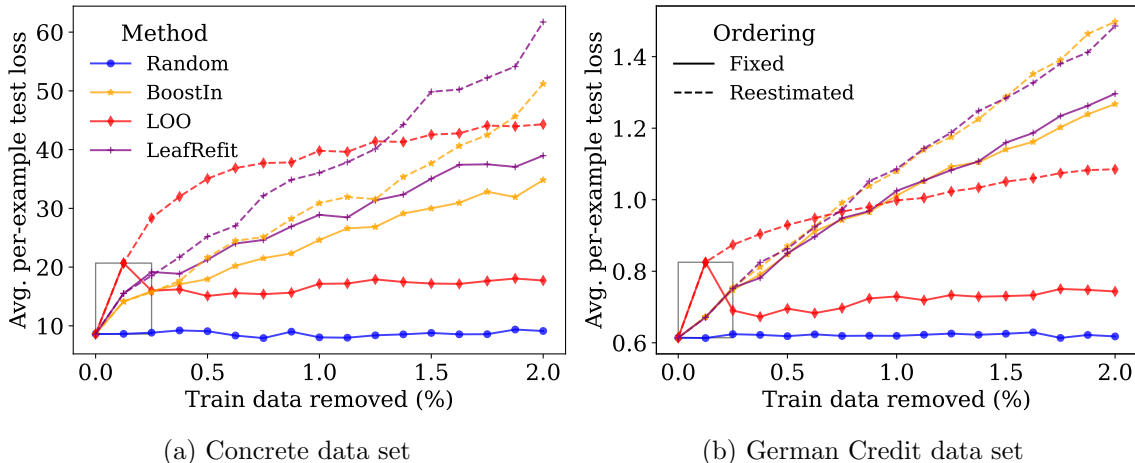 Avg. per-example test loss
60
50
40
30
20
10
Method
Random
BoostIn
LOO
LeafRefit
0.0 0.5 1.0 1.5 2.0
Train data removed (%)
(a) Concrete data set
Avg. per-example test loss
1.4
1.2
1.0
0.8
0.6
Ordering
Fixed
Reestimated
0.0 0.5 1.0 1.5 2.0
Train data removed (%)
(b) German Credit data set